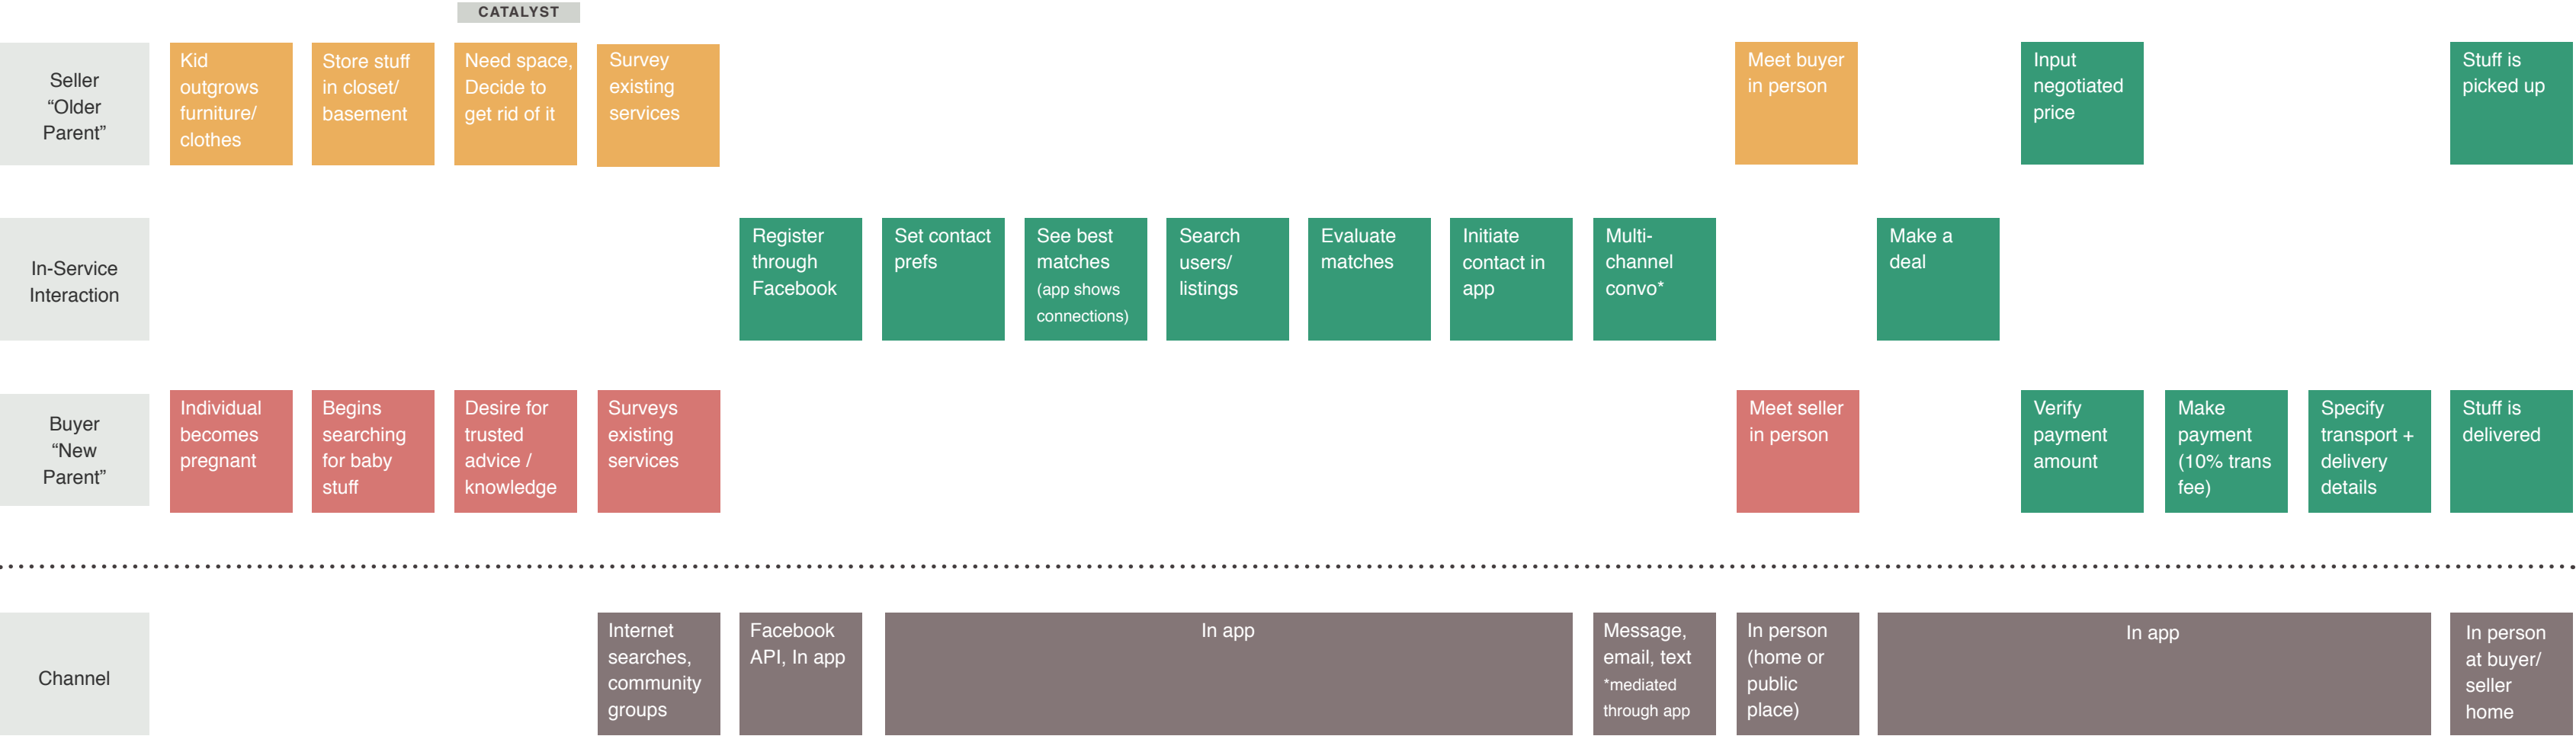 CATALYST
Seller
“Older
Parent”
Kid
outgrows
furniture/
clothes
Store stuff
in closet/
basement
Need space,
Decide to
get rid of it
Survey
existing
services
Meet buyer
in person
Input
negotiated
price
Stuff is
picked up
In-Service
Interaction
Register
through
Facebook
Set contact
prefs
See best
matches
(app shows
connections)
Search
users/
listings
Evaluate
matches
Initiate
contact in
app
Multi-
channel
convo*
Make a
deal
Buyer
“New
Parent”
Individual
becomes
pregnant
Begins
searching
for baby
stuff
Desire for
trusted
advice /
knowledge
Surveys
existing
services
Meet seller
in person
Verify
payment
amount
Make
payment
(10% trans
fee)
Specify
transport +
delivery
details
Stuff is
delivered
Channel
Internet
searches,
community
groups
Facebook
API, In app
In app
Message,
email, text
*mediated
through app
In person
(home or
public
place)
In app
In person
at buyer/
seller
home